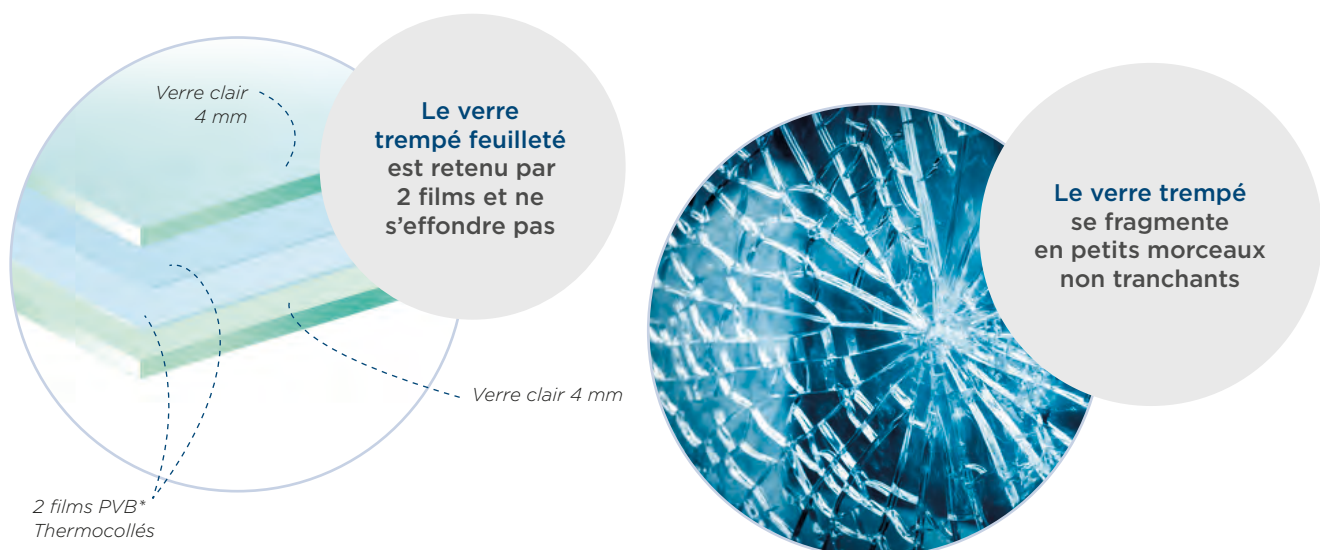 Verre clair
4 mm
Le verre
trempé feuilleté
est retenu par
2 films et ne
s’effondre pas
Verre clair 4 mm
2 films PVB*
Thermocollés
Le verre trempé
se fragmente
en petits morceaux
non tranchants